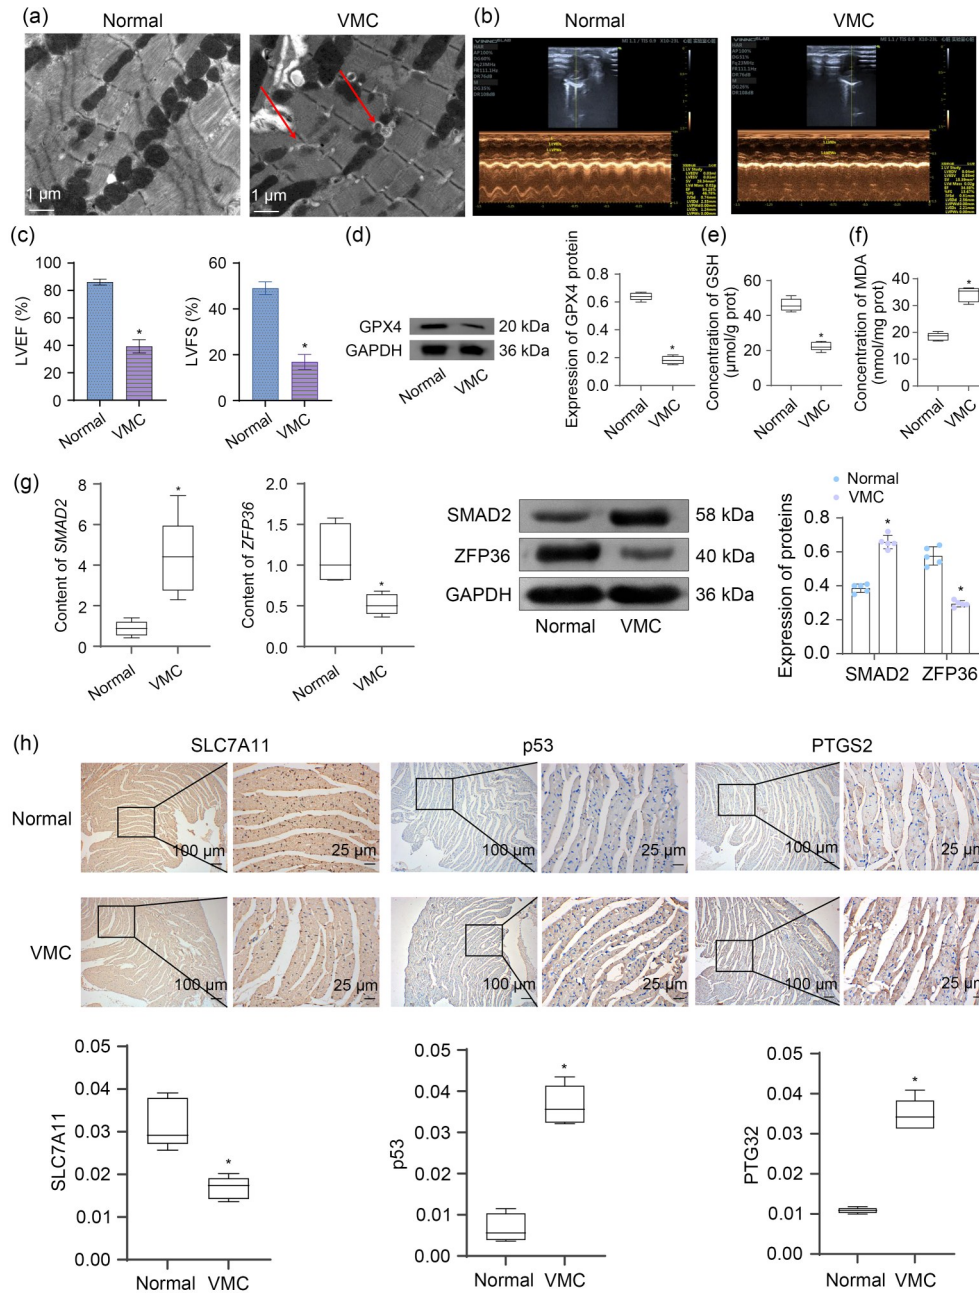 (a)
Normal
VMC
1 μm
1 μm
(b)
Normal
VMC
(c)
LVEF (%)
100
80
60
40
20
0
*
Normal
VMC
LVFS (%)
60
40
20
0
*
Normal
VMC
(d)
GPX4
20 kDa
GAPDH
36 kDa
Normal
VMC
Expression of GPX4 protein
0.6
0.4
0.2
0.0
*
Normal
VMC
(e)
Concentration of GSH
(μmol/g prot)
60
40
20
0
*
Normal
VMC
(f)
Concentration of MDA
(nmol/mg prot)
40
30
20
10
0
*
Normal
VMC
(g)
Content of SMAD2
8
6
4
2
0
*
Normal
VMC
Content of ZFP36
2.0
1.5
1.0
0.5
0.0
*
Normal
VMC
SMAD2
58 kDa
ZFP36
40 kDa
GAPDH
36 kDa
Normal
VMC
Normal
VMC
Expression of proteins
0.8
0.6
0.4
0.2
0.0
*
*
SMAD2
ZFP36
(h)
SLC7A11
p53
PTGS2
Normal
100 μm
25 μm
100 μm
25 μm
100 μm
25 μm
VMC
100 μm
25 μm
100 μm
25 μm
100 μm
25 μm
SLC7A11
0.05
0.04
0.03
0.02
0.01
0.00
*
Normal
VMC
p53
0.05
0.04
0.03
0.02
0.01
0.00
*
Normal
VMC
PTG32
0.05
0.04
0.03
0.02
0.01
0.00
*
Normal
VMC